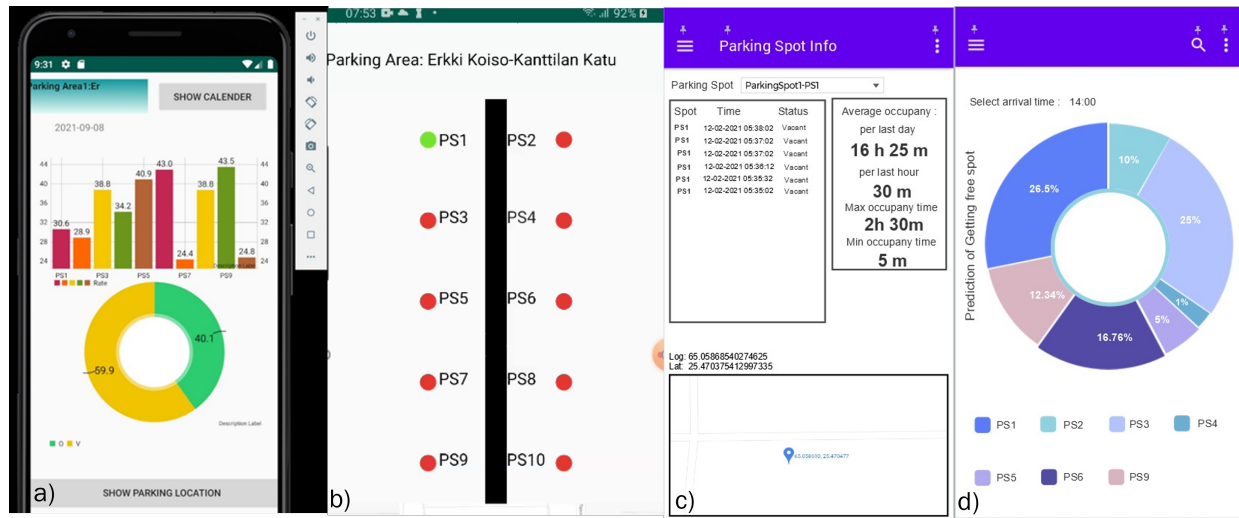 9:31
Parking Area1:Er
SHOW CALENDER
2021-09-08
44 43.0 43.5 44
40 38.8 40.9 38.8 40
36 34.2 36
32 30.6 32
28 28.9 28
24 24.4 24.8 24
Description Label
PS1 PS3 PS5 PS7 PS9
Rate
40.1
59.9
Description Label
O V
SHOW PARKING LOCATION
a)
07:53 92%
Parking Area: Erkki Koiso-Kanttilan Katu
PS1 PS2
PS3 PS4
PS5 PS6
PS7 PS8
PS9 PS10
b)
Parking Spot Info
Parking Spot ParkingSpot1-PS1
Spot Time Status
PS1 12-02-2021 05:38:02 Vacant
PS1 12-02-2021 05:37:02 Vacant
PS1 12-02-2021 05:37:02 Vacant
PS1 12-02-2021 05:36:12 Vacant
PS1 12-02-2021 05:35:32 Vacant
PS1 12-02-2021 05:35:02 Vacant
Average occupany :
per last day
16 h 25 m
per last hour
30 m
Max occupany time
2h 30m
Min occupany time
5 m
Log: 65.05868540274625
Lat: 25.470375412997335
c)
Select arrival time : 14:00
Prediction of Getting free spot
10%
26.5%
25%
12.34%
1%
5%
16.76%
PS1 PS2 PS3 PS4
PS5 PS6 PS9
d)